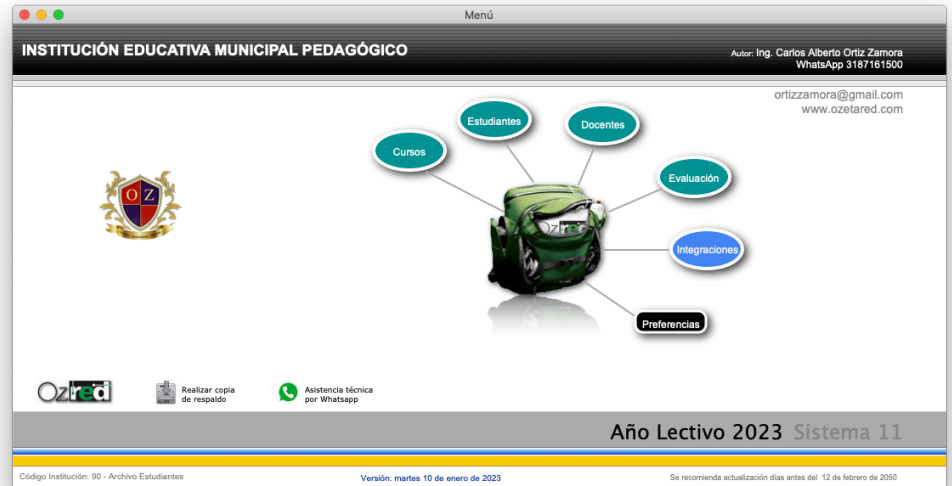 Menú
INSTITUCIÓN EDUCATIVA MUNICIPAL PEDAGÓGICO
Autor: Ing. Carlos Alberto Ortiz Zamora
WhatsApp 3187161500
ortizzamora@gmail.com
www.ozetared.com
Estudiantes
Docentes
Cursos
Evaluación
OZ
Ozred
Integraciones
Preferencias
Ozred
Realizar copia
de respaldo
Asistencia técnica
por Whatsapp
Año Lectivo 2023 Sistema 11
Código Institución: 90 - Archivo Estudiantes
Versión: martes 10 de enero de 2023
Se recomienda actualización días antes del 12 de febrero de 2050